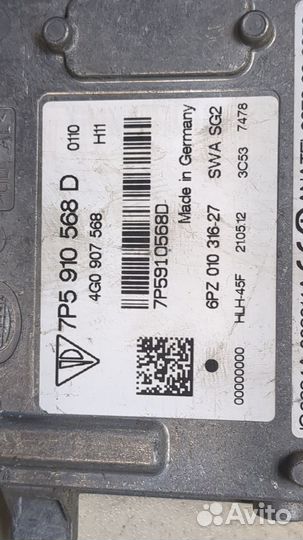 7P5 910 568 D 0110
4G0 907 568 H11
7P5910568D
Made in Germany
6PZ 010 316-27 SWA SG2
HLH-45F 210512 3C53 7478
00000000
Avito